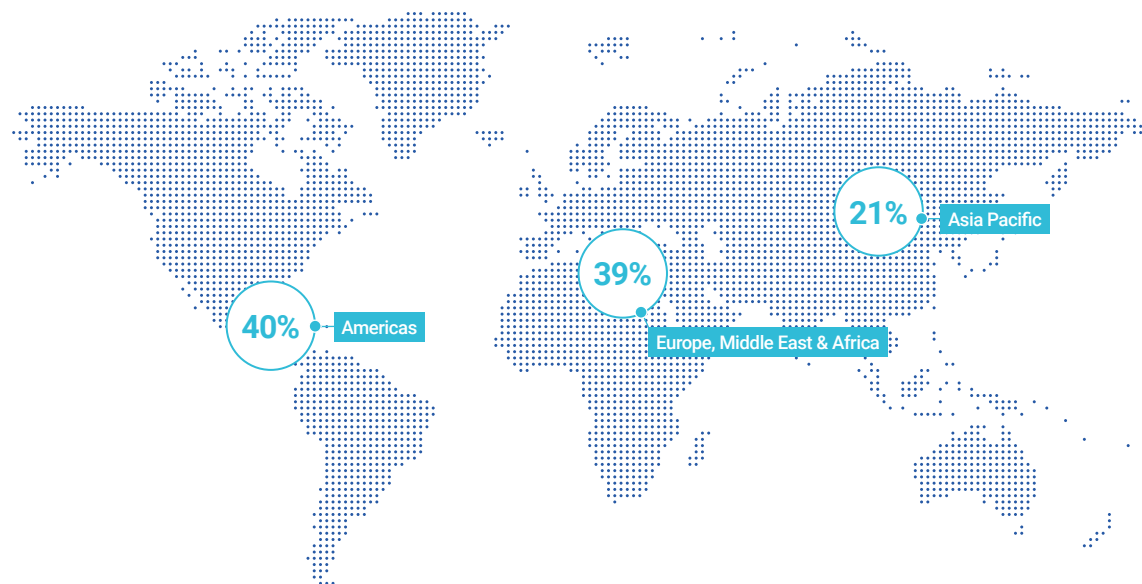 40%
Americas
39%
Europe, Middle East & Africa
21%
Asia Pacific